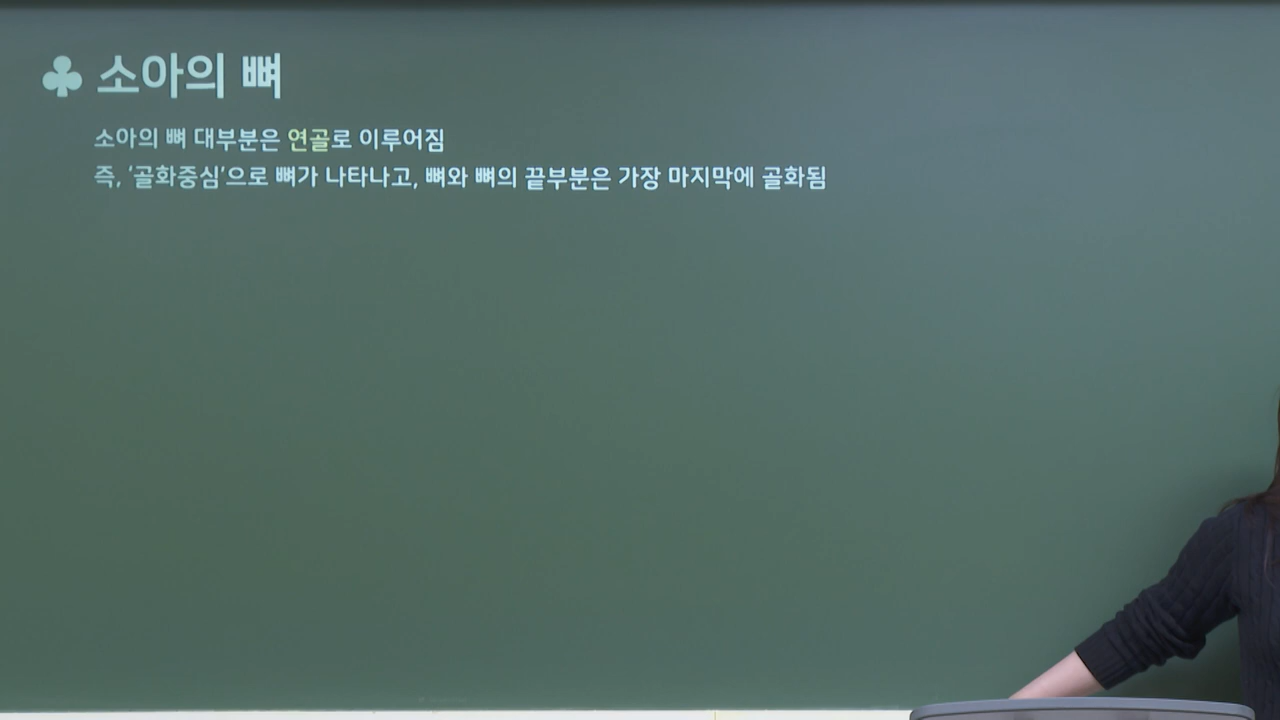 ♣ 소아의 뼈
소아의 뼈 대부분은 연골로 이루어짐
즉, '골화중심'으로 뼈가 나타나고, 뼈와 뼈의 끝부분은 가장 마지막에 골화됨